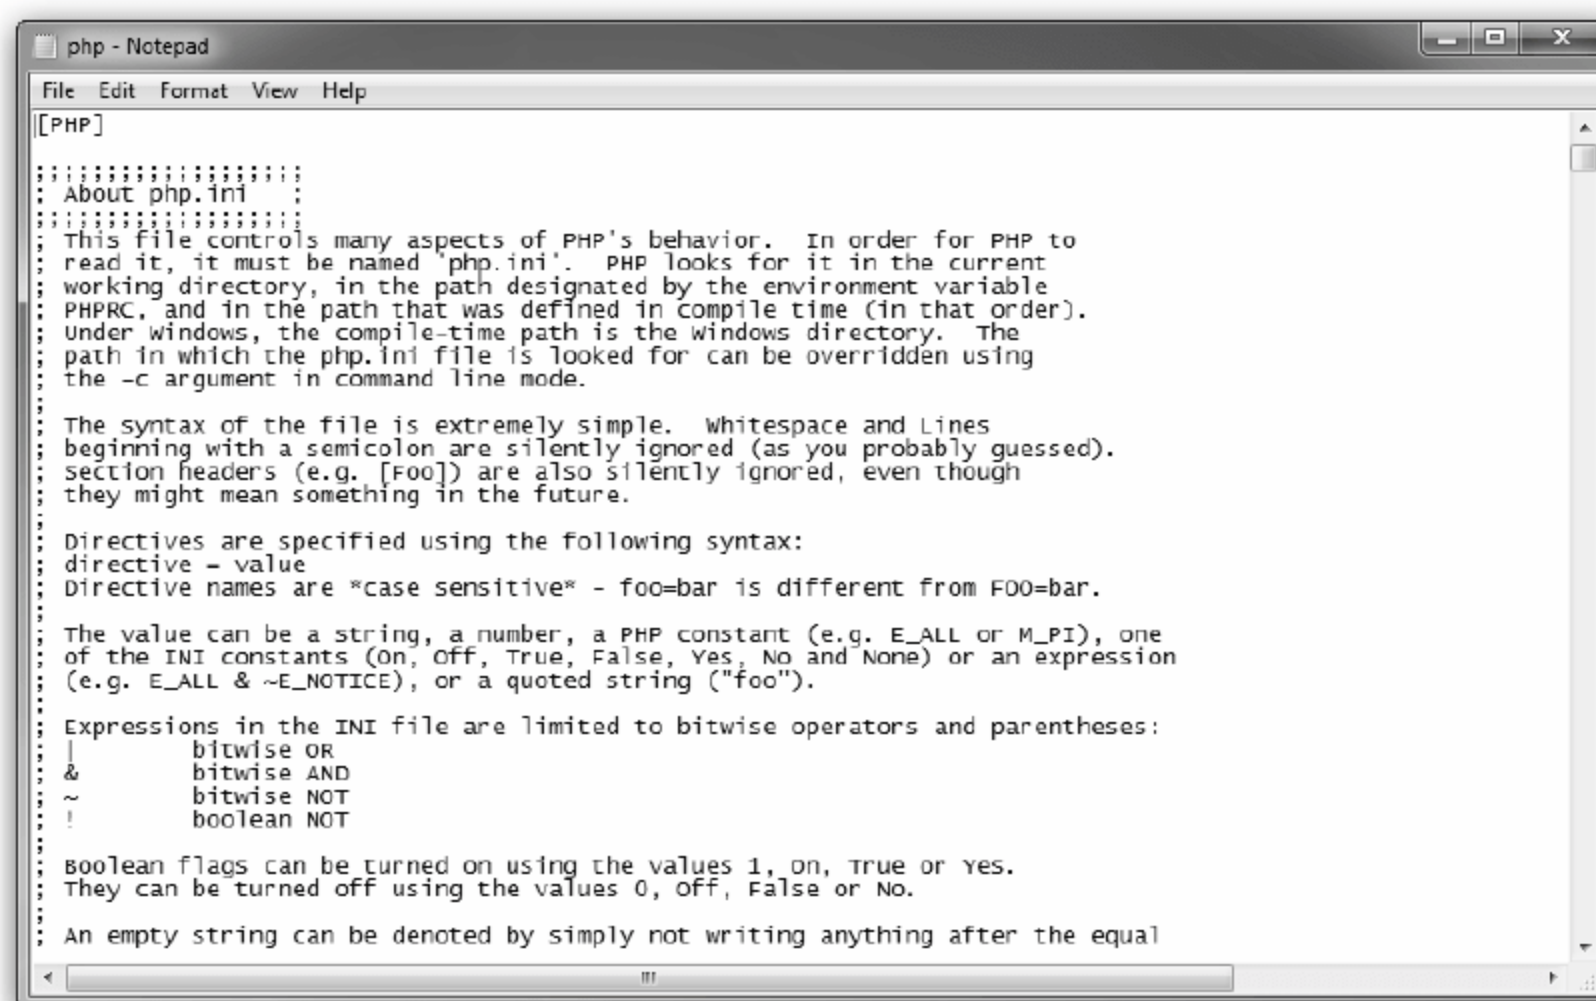 php - Notepad
File Edit Format View Help
[PHP]
;;;;;;;;;;;;;;;;;;;
; About php.ini   ;
;;;;;;;;;;;;;;;;;;;
; This file controls many aspects of PHP's behavior.  In order for PHP to
; read it, it must be named 'php.ini'.  PHP looks for it in the current
; working directory, in the path designated by the environment variable
; PHPRC, and in the path that was defined in compile time (in that order).
; Under Windows, the compile-time path is the Windows directory.  The
; path in which the php.ini file is looked for can be overridden using
; the -c argument in command line mode.
;
; The syntax of the file is extremely simple.  Whitespace and Lines
; beginning with a semicolon are silently ignored (as you probably guessed).
; Section headers (e.g. [Foo]) are also silently ignored, even though
; they might mean something in the future.
;
; Directives are specified using the following syntax:
; directive = value
; Directive names are *case sensitive* - foo=bar is different from FOO=bar.
;
; The value can be a string, a number, a PHP constant (e.g. E_ALL or M_PI), one
; of the INI constants (On, Off, True, False, Yes, No and None) or an expression
; (e.g. E_ALL & ~E_NOTICE), or a quoted string ("foo").
;
; Expressions in the INI file are limited to bitwise operators and parentheses:
; |        bitwise OR
; &        bitwise AND
; ~        bitwise NOT
; !        boolean NOT
;
; Boolean flags can be turned on using the values 1, On, True or Yes.
; They can be turned off using the values 0, Off, False or No.
;
; An empty string can be denoted by simply not writing anything after the equal